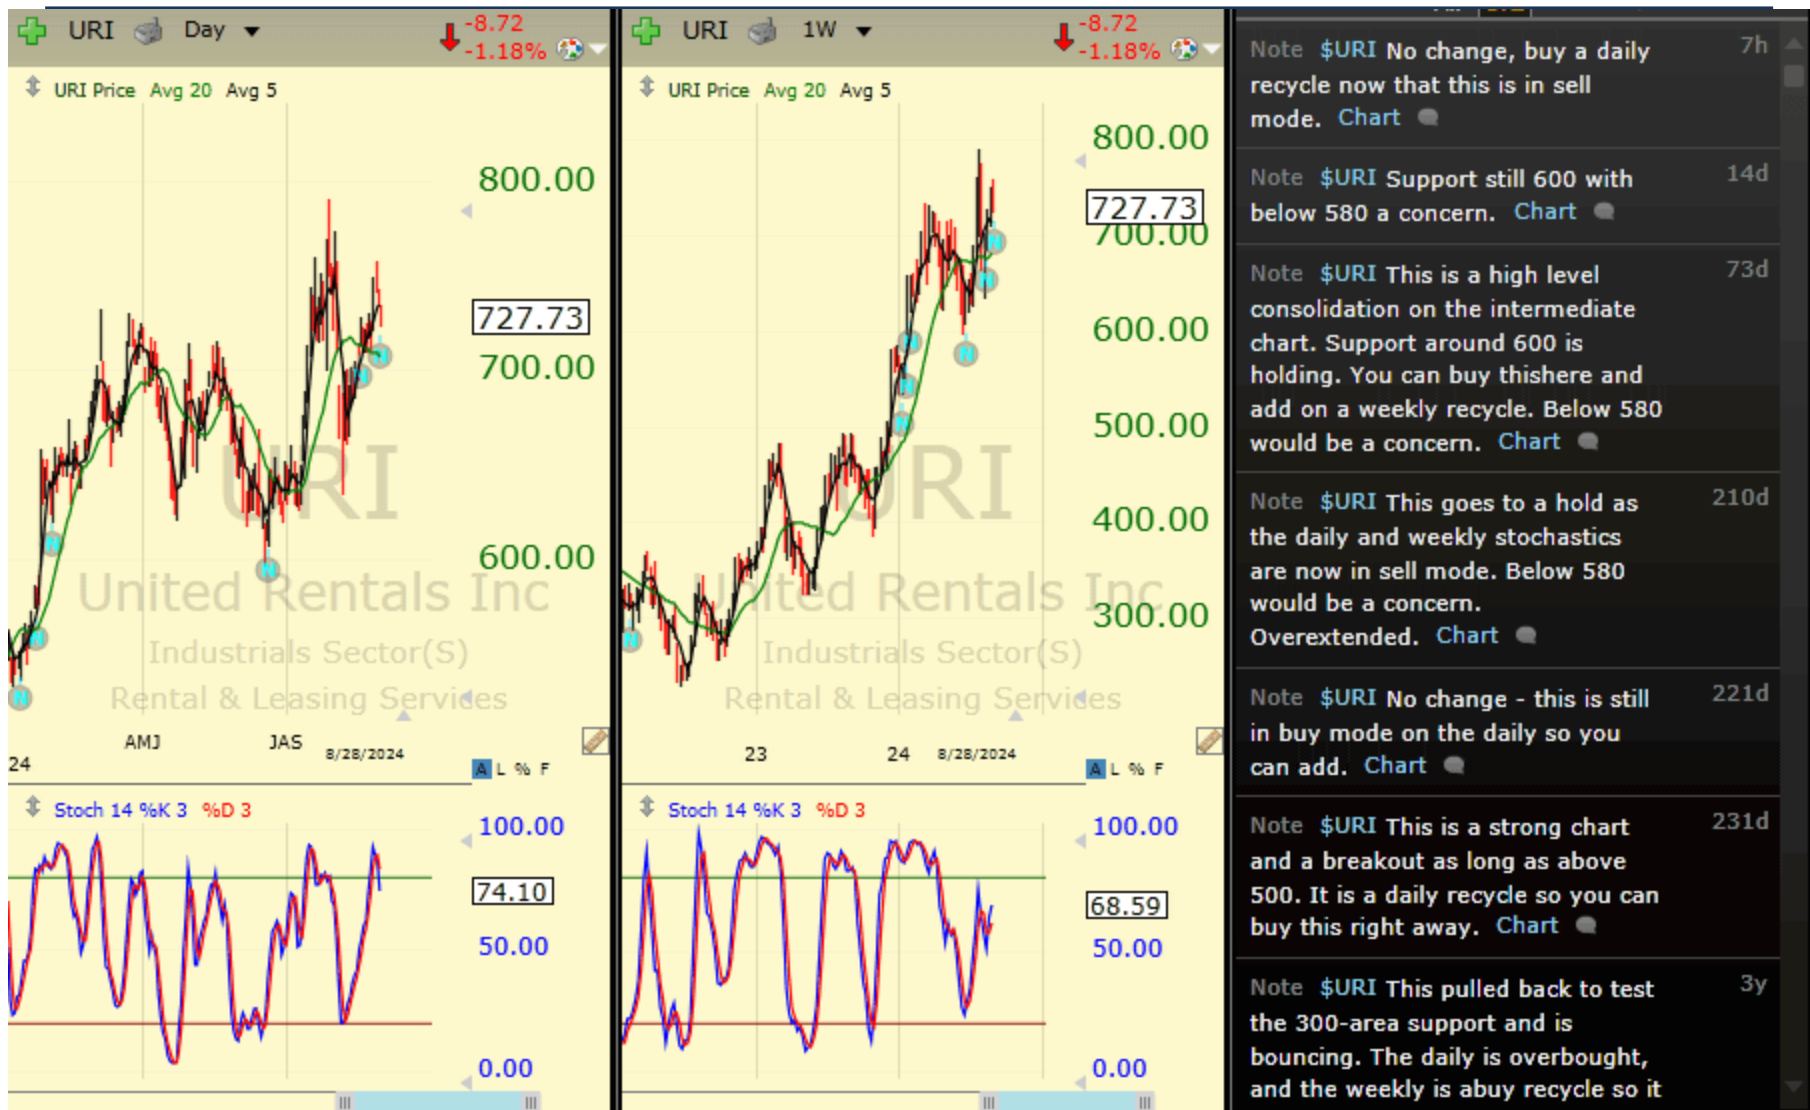 URI Day
-8.72
-1.18%
URI Price Avg 20 Avg 5
800.00
727.73
700.00
600.00
URI
United Rentals Inc
Industrials Sector(S)
Rental & Leasing Services
24
AMJ
JAS
8/28/2024
A L % F
Stoch 14 %K 3 %D 3
100.00
74.10
50.00
0.00
URI 1W
-8.72
-1.18%
URI Price Avg 20 Avg 5
800.00
727.73
700.00
600.00
500.00
400.00
300.00
URI
United Rentals Inc
Industrials Sector(S)
Rental & Leasing Services
23
24
8/28/2024
A L % F
Stoch 14 %K 3 %D 3
100.00
68.59
50.00
0.00
Note $URI No change, buy a daily 7h
recycle now that this is in sell
mode. Chart
Note $URI Support still 600 with 14d
below 580 a concern. Chart
Note $URI This is a high level 73d
consolidation on the intermediate
chart. Support around 600 is
holding. You can buy thishere and
add on a weekly recycle. Below 580
would be a concern. Chart
Note $URI This goes to a hold as 210d
the daily and weekly stochastics
are now in sell mode. Below 580
would be a concern.
Overextended. Chart
Note $URI No change - this is still 221d
in buy mode on the daily so you
can add. Chart
Note $URI This is a strong chart 231d
and a breakout as long as above
500. It is a daily recycle so you can
buy this right away. Chart
Note $URI This pulled back to test 3y
the 300-area support and is
bouncing. The daily is overbought,
and the weekly is abuy recycle so it